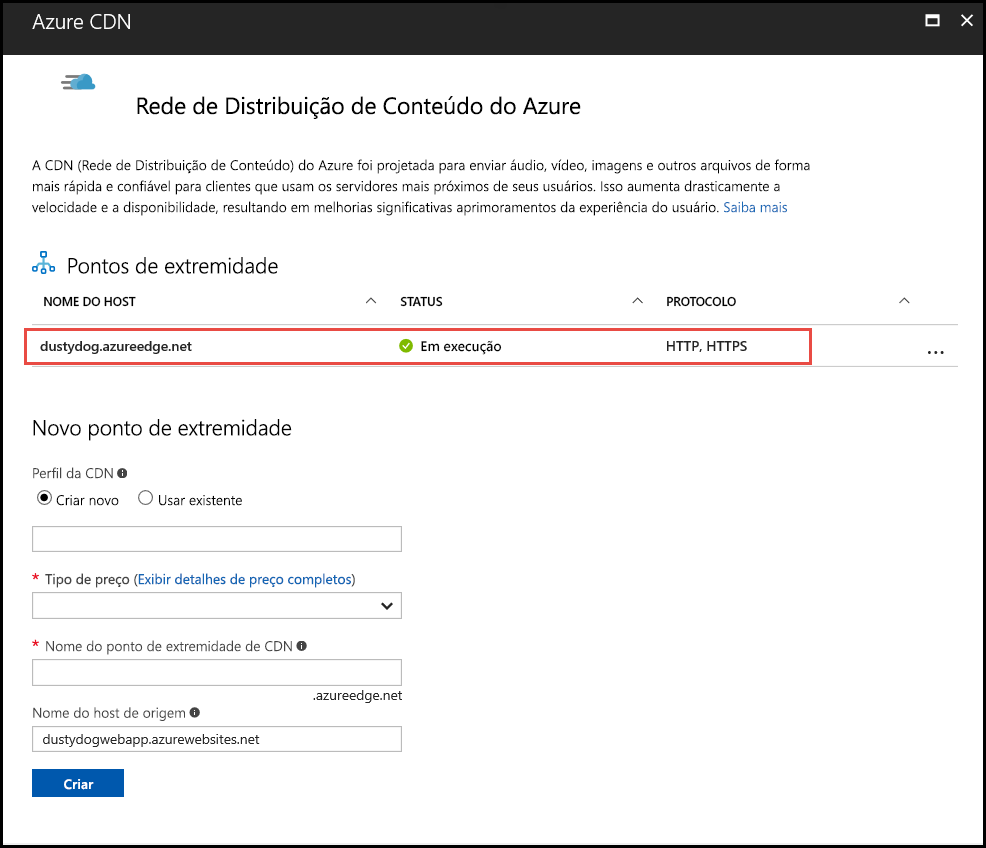 Azure CDN
Rede de Distribuição de Conteúdo do Azure
A CDN (Rede de Distribuição de Conteúdo) do Azure foi projetada para enviar áudio, vídeo, imagens e outros arquivos de forma
mais rápida e confiável para clientes que usam os servidores mais próximos de seus usuários. Isso aumenta drasticamente a
velocidade e a disponibilidade, resultando em melhorias significativas aprimoramentos da experiência do usuário. Saiba mais
Pontos de extremidade
NOME DO HOST STATUS PROTOCOLO
dustydog.azureedge.net Em execução HTTP, HTTPS ...
Novo ponto de extremidade
Perfil da CDN
Criar novo Usar existente
* Tipo de preço (Exibir detalhes de preço completos)
* Nome do ponto de extremidade de CDN
.azureedge.net
Nome do host de origem
dustydogwebapp.azurewebsites.net
Criar